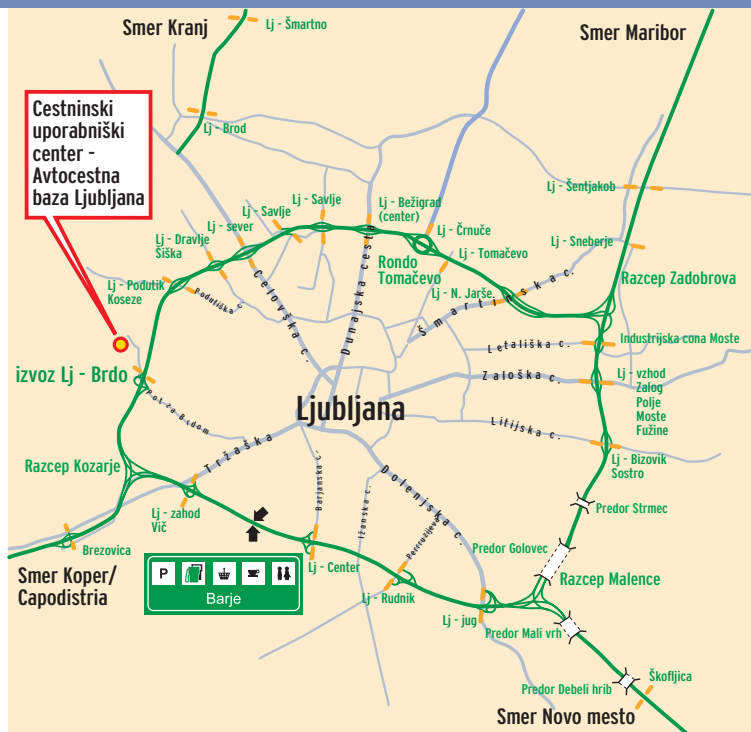 Smer Kranj
Lj - Šmartno
Smer Maribor
Cestninski
uporabniški
center -
Avtocestna
baza Ljubljana
Lj - Brod
Lj - Šentjakob
Lj - Savlje
Lj - Savlje
Lj - Bežigrad
(center)
Lj - sever
Lj - Dravlje
Šiška
Lj - Črnuče
Lj - Tomačevo
Lj - Sneberje
Rondo
Tomačevo
Razcep Zadobrova
Lj - Podutik
Koseze
Podutiška c.
Celovška c.
Dunajska cesta
Lj - N. Jarše
Šmartinska c.
Industrijska cona Moste
Letališka c.
izvoz Lj - Brdo
Zaloška c.
Lj - vzhod
Zalog
Polje
Moste
Fužine
Pot za Brdom
Ljubljana
Litijska c.
Lj - Bizovik
Sostro
Razcep Kozarje
Tržaška
Lj - zahod
Vič
Barjanska c.
Ižanska c.
Dolenjska c.
Predor Strmec
Brezovica
Predor Golovec
Razcep Malence
Smer Koper/
Capodistria
P
Barje
Lj - Center
Lj - Rudnik
Lj - jug
Predor Mali vrh
Predor Debeli hrib
Škofljica
Smer Novo mesto